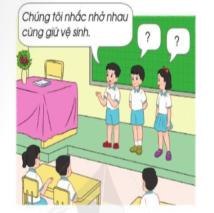 Chúng tôi nhắc nhở nhau
cùng giữ vệ sinh.
?
?